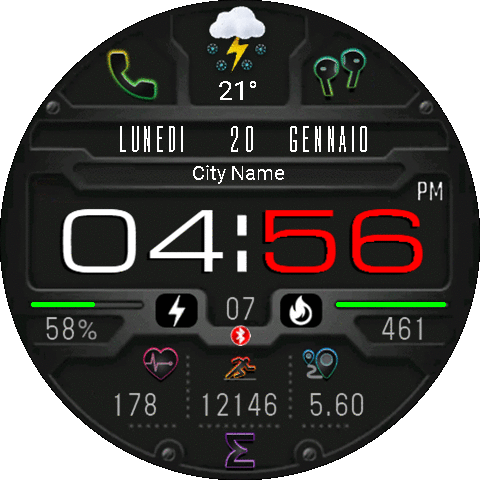 21°
LUNEDI 20 GENNAIO
City Name
PM
04:56
58% 07 461
178 12146 5.60